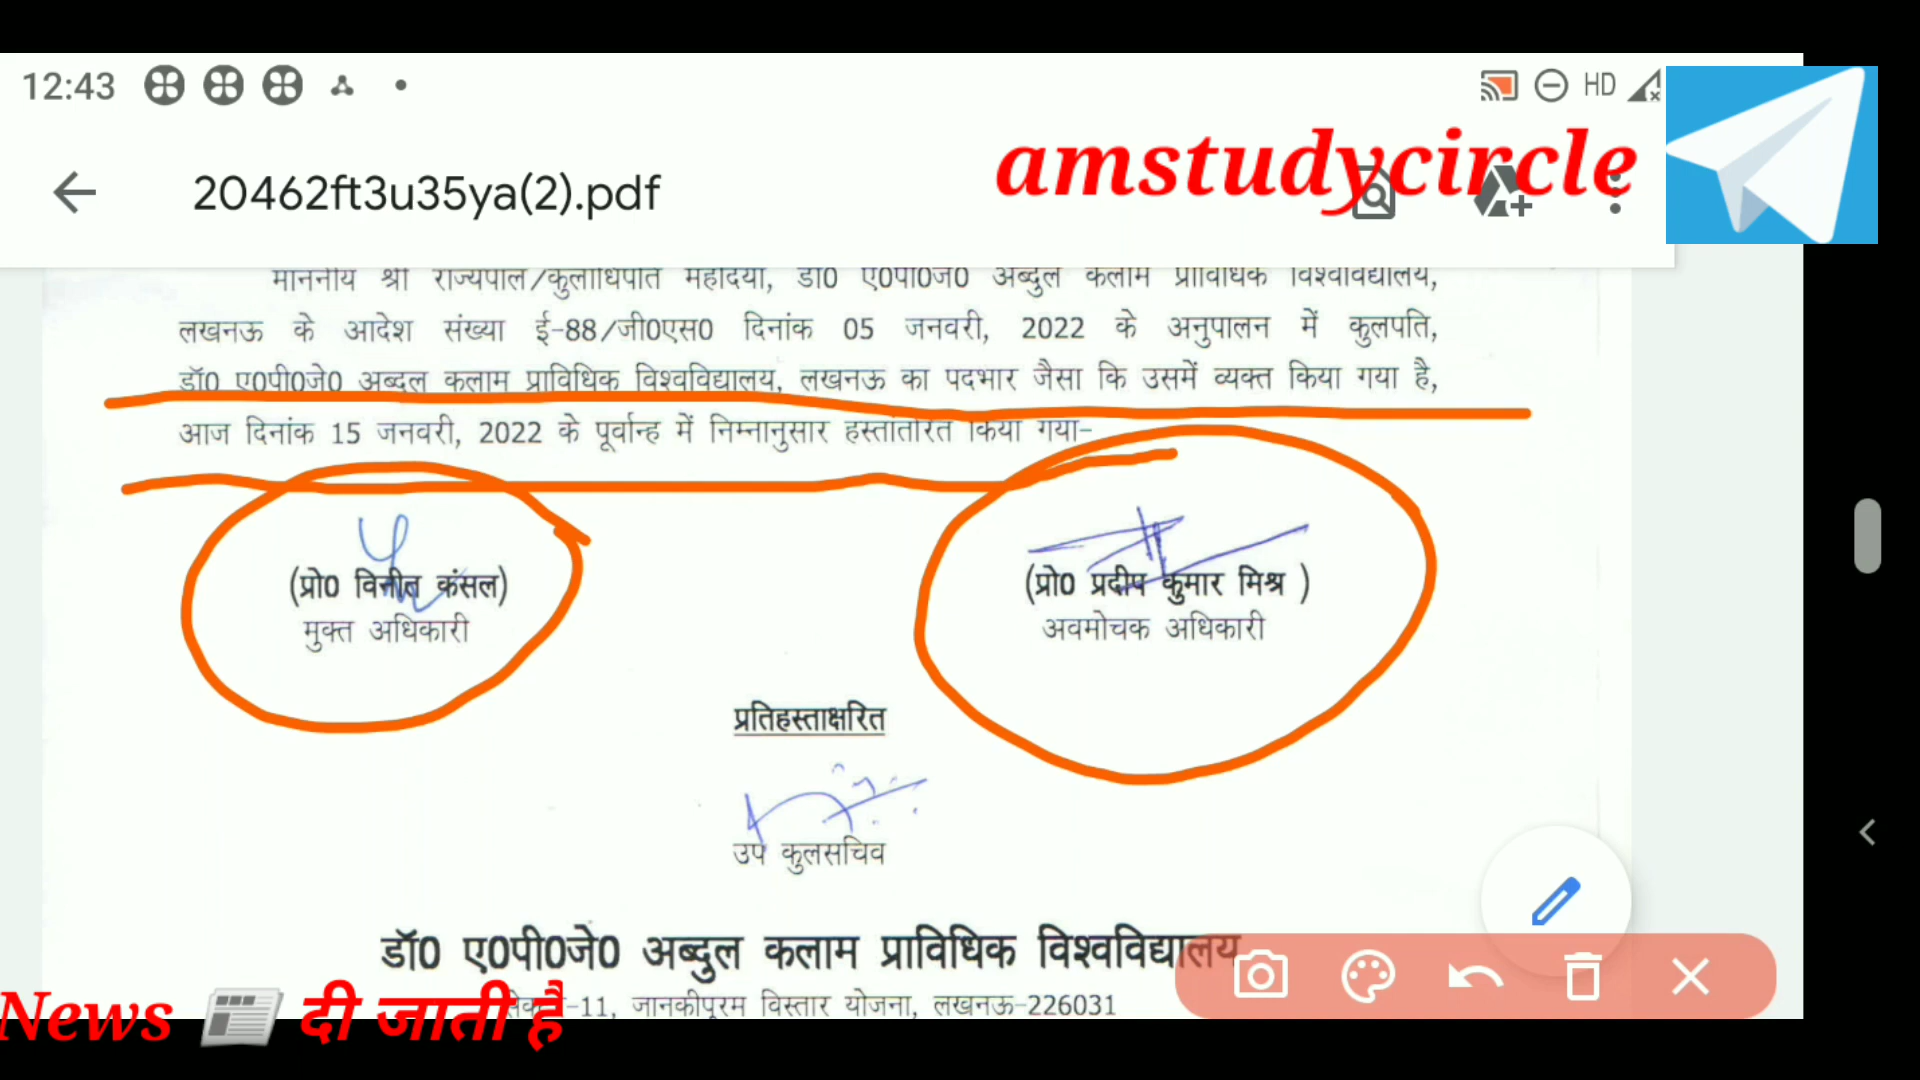 12:43 HD
20462ft3u35ya(2).pdf
amstudycircle
माननीय श्री राज्यपाल/कुलाधिपति महोदया, डा0 ए0पी0जे0 अब्दुल कलाम प्राविधिक विश्वविद्यालय,
लखनऊ के आदेश संख्या ई-88/जी0एस0 दिनांक 05 जनवरी, 2022 के अनुपालन में कुलपति,
डॉ0 ए0पी0जे0 अब्दुल कलाम प्राविधिक विश्वविद्यालय, लखनऊ का पदभार जैसा कि उसमें व्यक्त किया गया है,
आज दिनांक 15 जनवरी, 2022 के पूर्वान्ह में निम्नानुसार हस्तांतरित किया गया-
(प्रो0 विनीत कंसल)
मुक्त अधिकारी
(प्रो0 प्रदीप कुमार मिश्र )
अवमोचक अधिकारी
प्रतिहस्ताक्षरित
उप कुलसचिव
डॉ0 ए0पी0जे0 अब्दुल कलाम प्राविधिक विश्वविद्यालय
-11, जानकीपुरम विस्तार योजना, लखनऊ-226031
News दी जाती है